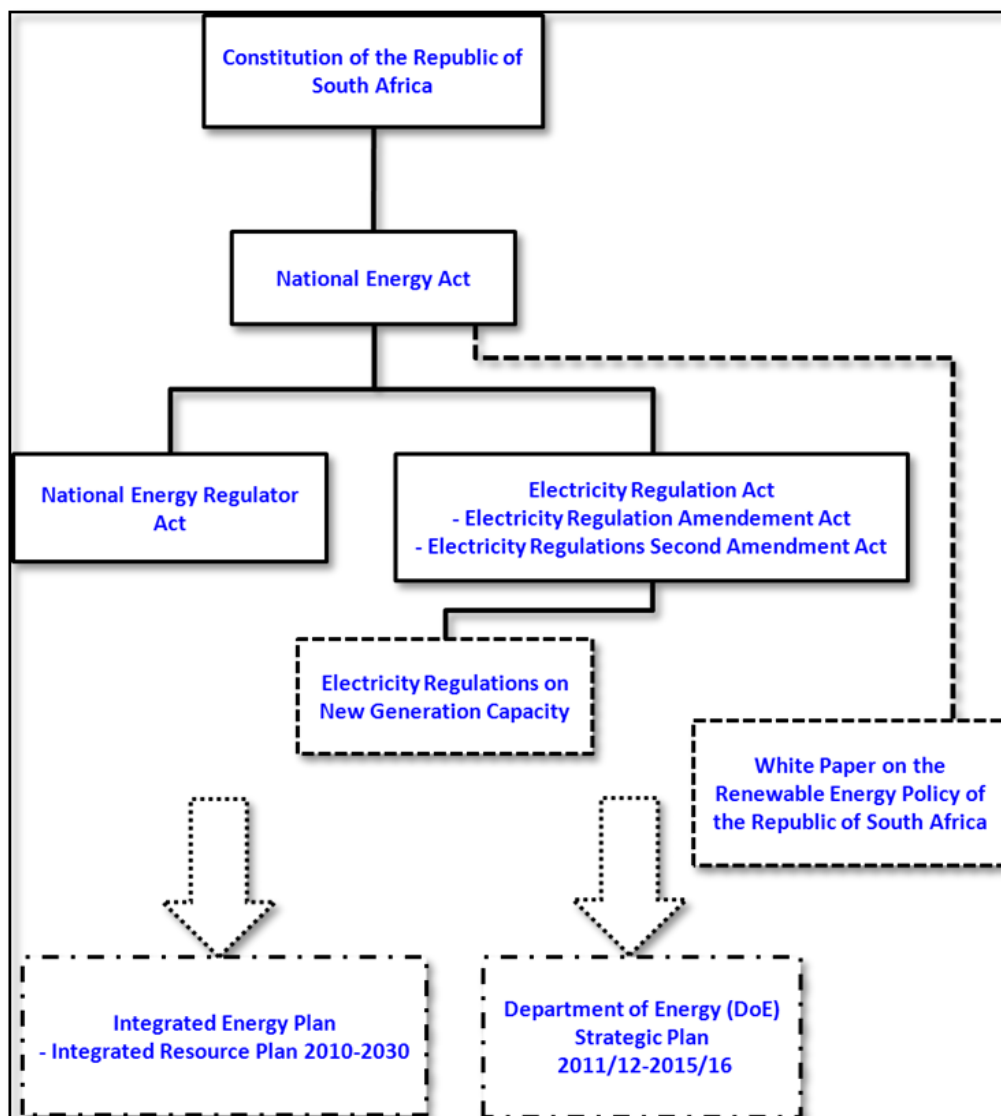 Constitution of the Republic of
South Africa
National Energy Act
National Energy Regulator
Act
Electricity Regulation Act
- Electricity Regulation Amendement Act
- Electricity Regulations Second Amendment Act
Electricity Regulations on
New Generation Capacity
White Paper on the
Renewable Energy Policy of
the Republic of South Africa
Integrated Energy Plan
- Integrated Resource Plan 2010-2030
Department of Energy (DoE)
Strategic Plan
2011/12-2015/16